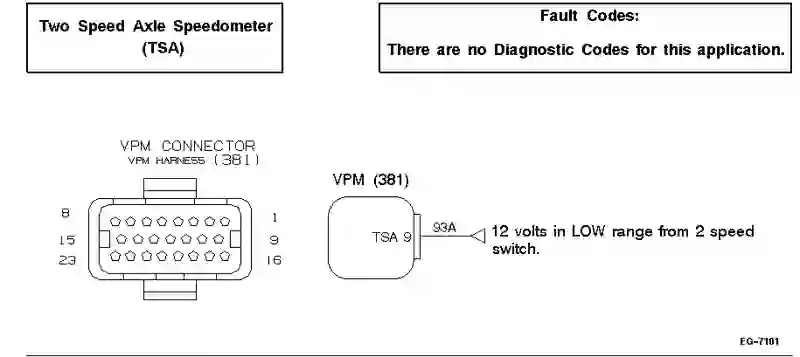 Two Speed Axle Speedometer
(TSA)
Fault Codes:
There are no Diagnostic Codes for this application.
VPM CONNECTOR
VPM HARNESS (381)
8
1
15
9
23
16
VPM (381)
TSA 9
93A
12 volts in LOW range from 2 speed
switch.
EG-7101